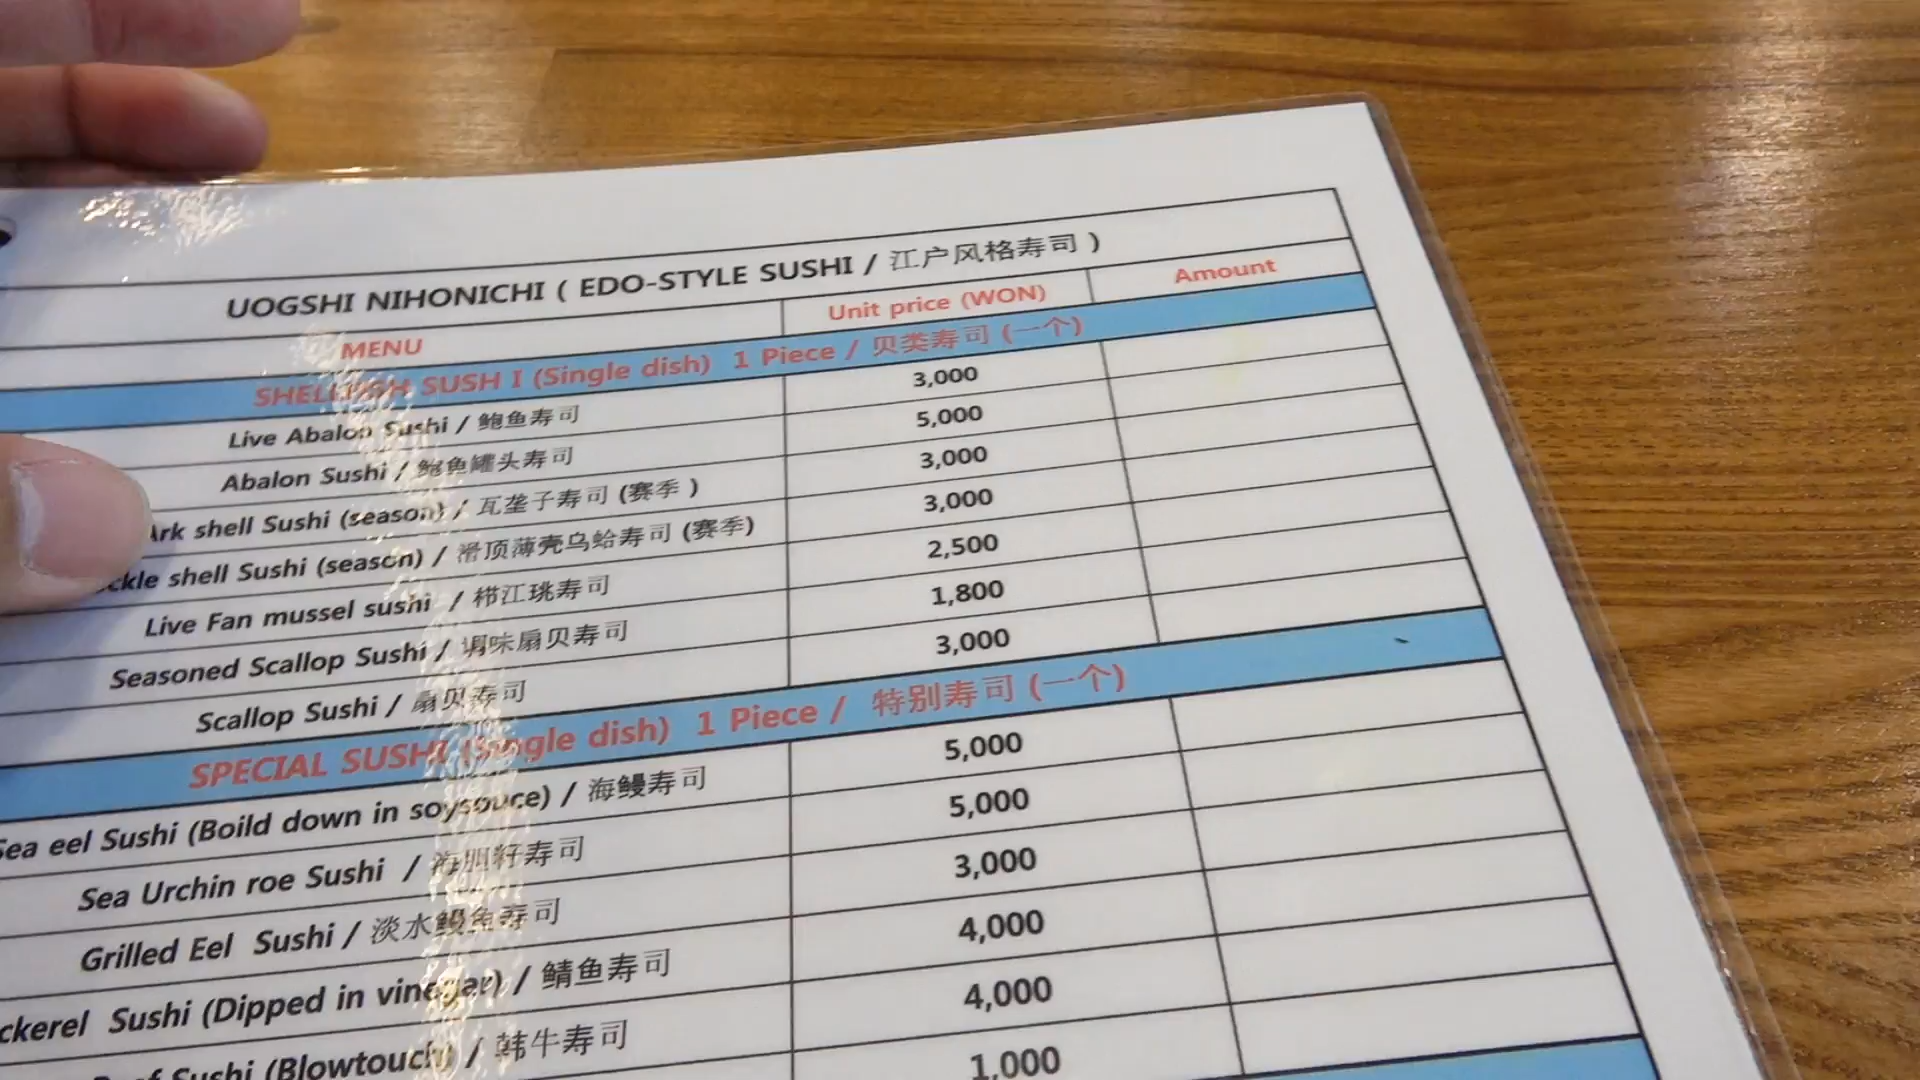 UOGSHI NIHONICHI ( EDO-STYLE SUSHI / 江户风格寿司 )
MENU Unit price (WON) Amount
SHELLFISH SUSH I (Single dish) 1 Piece / 贝类寿司 (一个)
Live Abalon Sushi / 鲍鱼寿司 3,000
Abalon Sushi / 鲍鱼罐头寿司 5,000
Ark shell Sushi (season) / 瓦垄子寿司 (赛季 ) 3,000
ckle shell Sushi (season) / 滑顶薄壳乌蛤寿司 (赛季) 3,000
Live Fan mussel sushi / 栉江珧寿司 2,500
Seasoned Scallop Sushi / 调味扇贝寿司 1,800
Scallop Sushi / 扇贝寿司 3,000
SPECIAL SUSHI (Single dish) 1 Piece / 特别寿司 (一个)
Sea eel Sushi (Boild down in soysouce) / 海鳗寿司 5,000
Sea Urchin roe Sushi / 海胆籽寿司 5,000
Grilled Eel Sushi / 淡水鳗鱼寿司 3,000
ckerel Sushi (Dipped in vinegar) / 鲭鱼寿司 4,000
Beef Sushi (Blowtouch) / 韩牛寿司 4,000
1,000